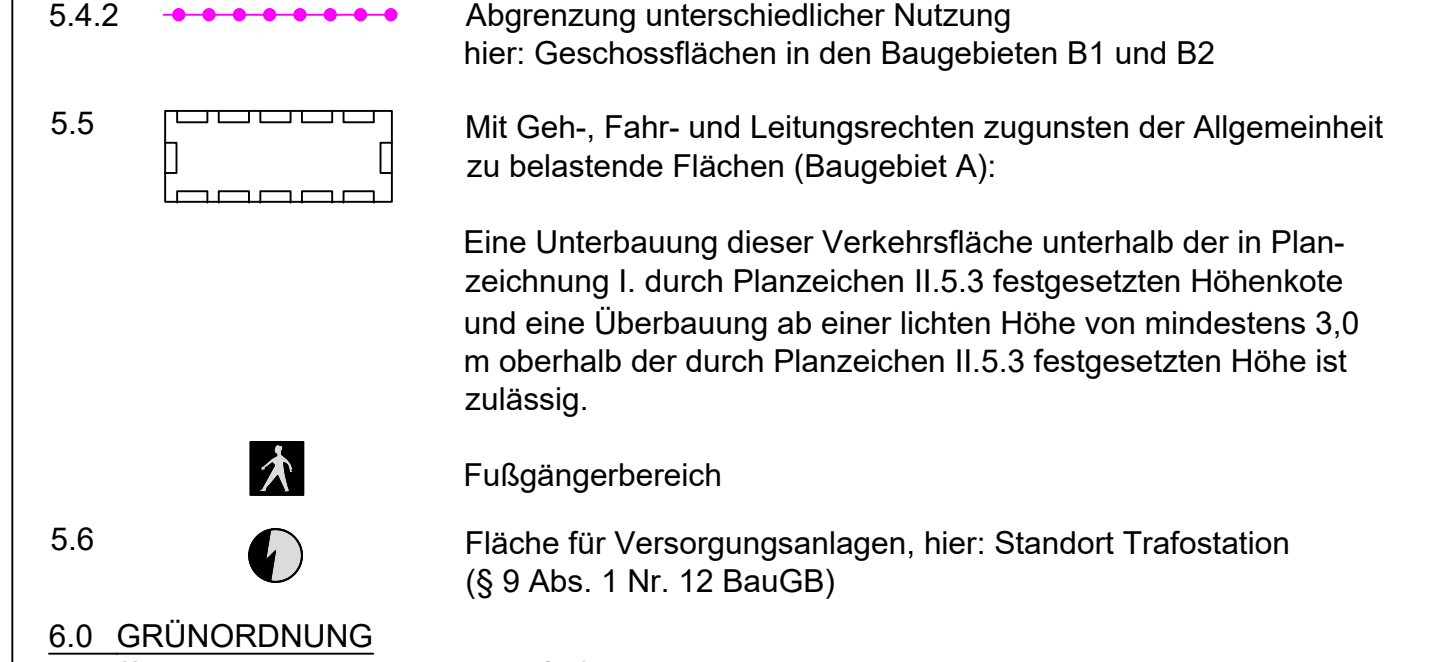 5.4.2 Abgrenzung unterschiedlicher Nutzung
hier: Geschossflächen in den Baugebieten B1 und B2
5.5 Mit Geh-, Fahr- und Leitungsrechten zugunsten der Allgemeinheit
zu belastende Flächen (Baugebiet A):
Eine Unterbauung dieser Verkehrsfläche unterhalb der in Plan-
zeichnung I. durch Planzeichen II.5.3 festgesetzten Höhenkote
und eine Überbauung ab einer lichten Höhe von mindestens 3,0
m oberhalb der durch Planzeichen II.5.3 festgesetzten Höhe ist
zulässig.
Fußgängerbereich
5.6 Fläche für Versorgungsanlagen, hier: Standort Trafostation
(§ 9 Abs. 1 Nr. 12 BauGB)
6.0 GRÜNORDNUNG